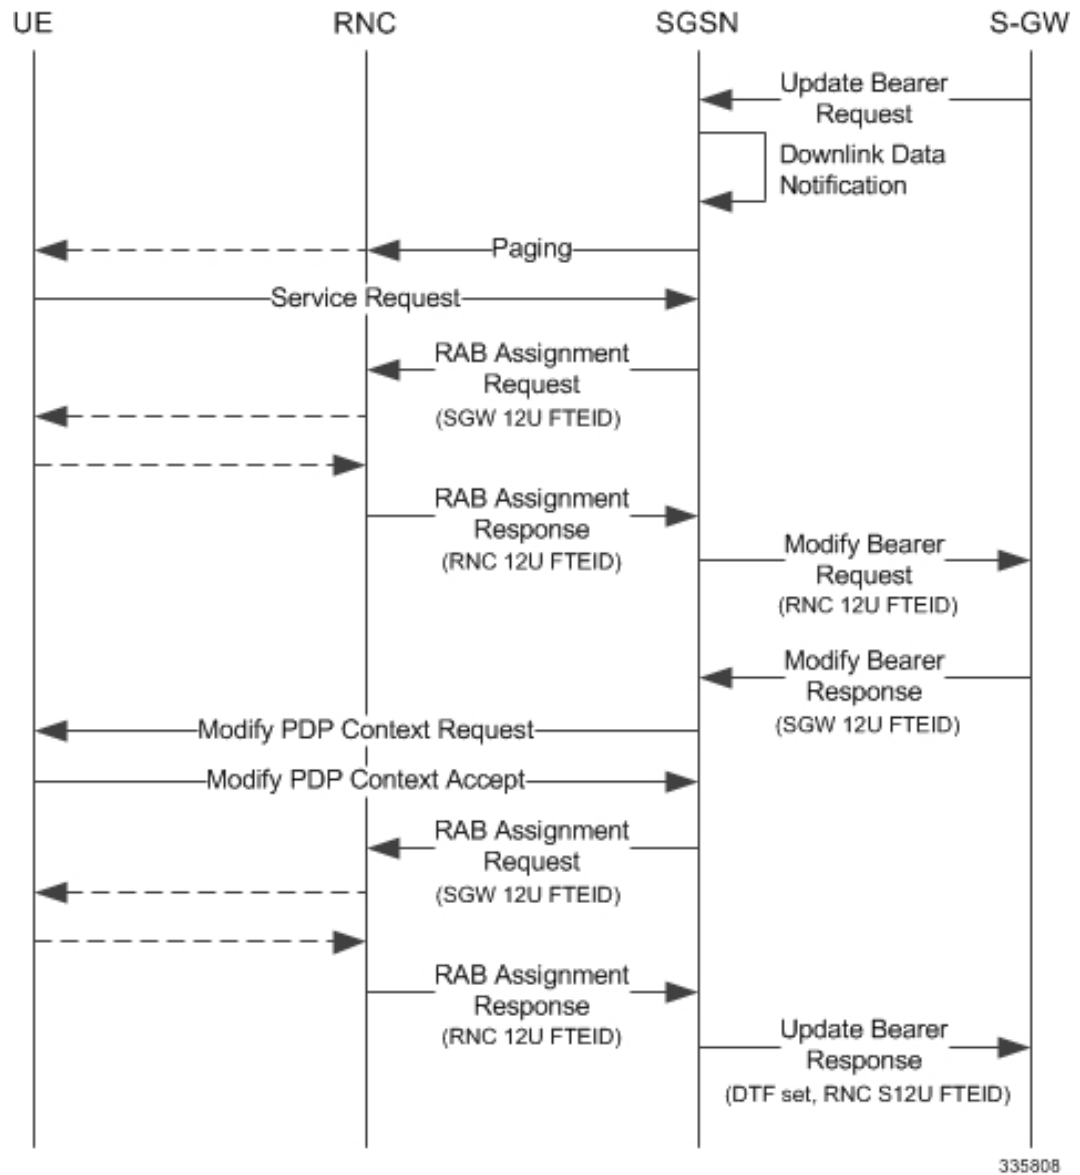 UE RNC SGSN S-GW
Update Bearer
Request
Downlink Data
Notification
Paging
Service Request
RAB Assignment
Request
(SGW 12U FTEID)
RAB Assignment
Response
(RNC 12U FTEID)
Modify Bearer
Request
(RNC 12U FTEID)
Modify Bearer
Response
(SGW 12U FTEID)
Modify PDP Context Request
Modify PDP Context Accept
RAB Assignment
Request
(SGW 12U FTEID)
RAB Assignment
Response
(RNC 12U FTEID)
Update Bearer
Response
(DTF set, RNC S12U FTEID)
335808